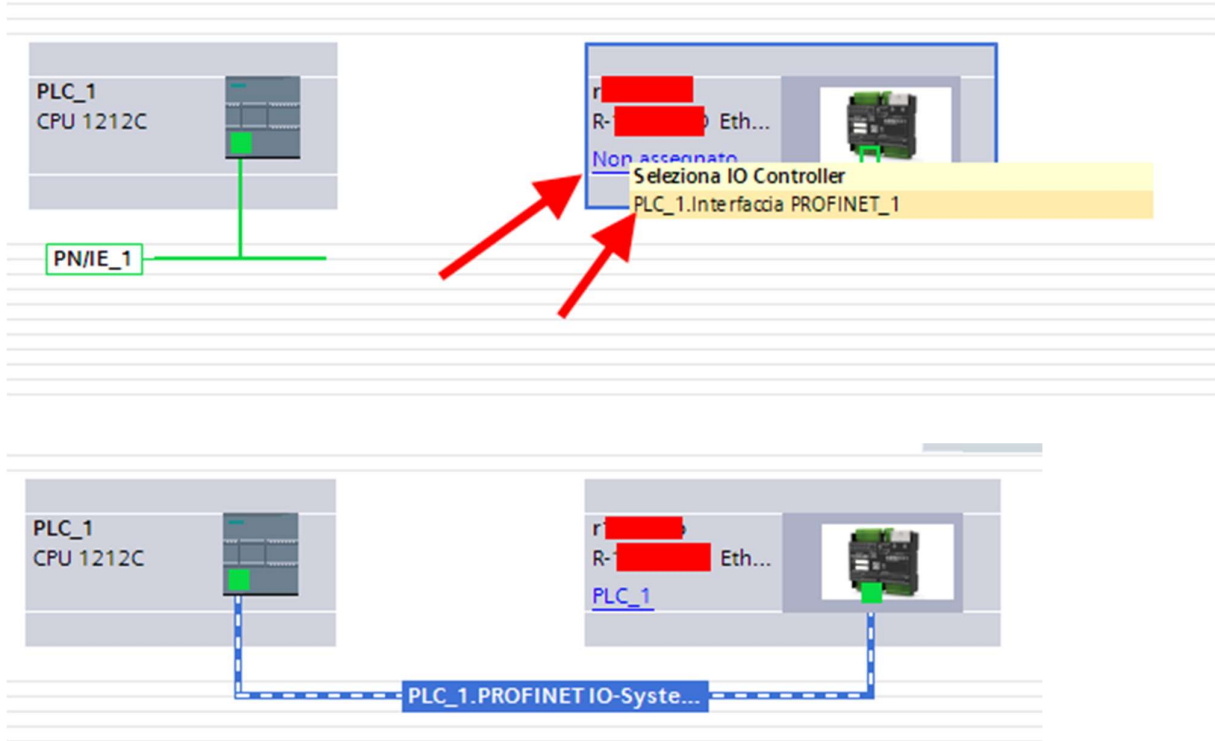 PLC_1
CPU 1212C
r
R- Eth...
Non assegnato
Seleziona IO Controller
PLC_1.Interfaccia PROFINET_1
PN/IE_1
PLC_1
CPU 1212C
r
R- Eth...
PLC_1
PLC_1.PROFINET IO-Syste...